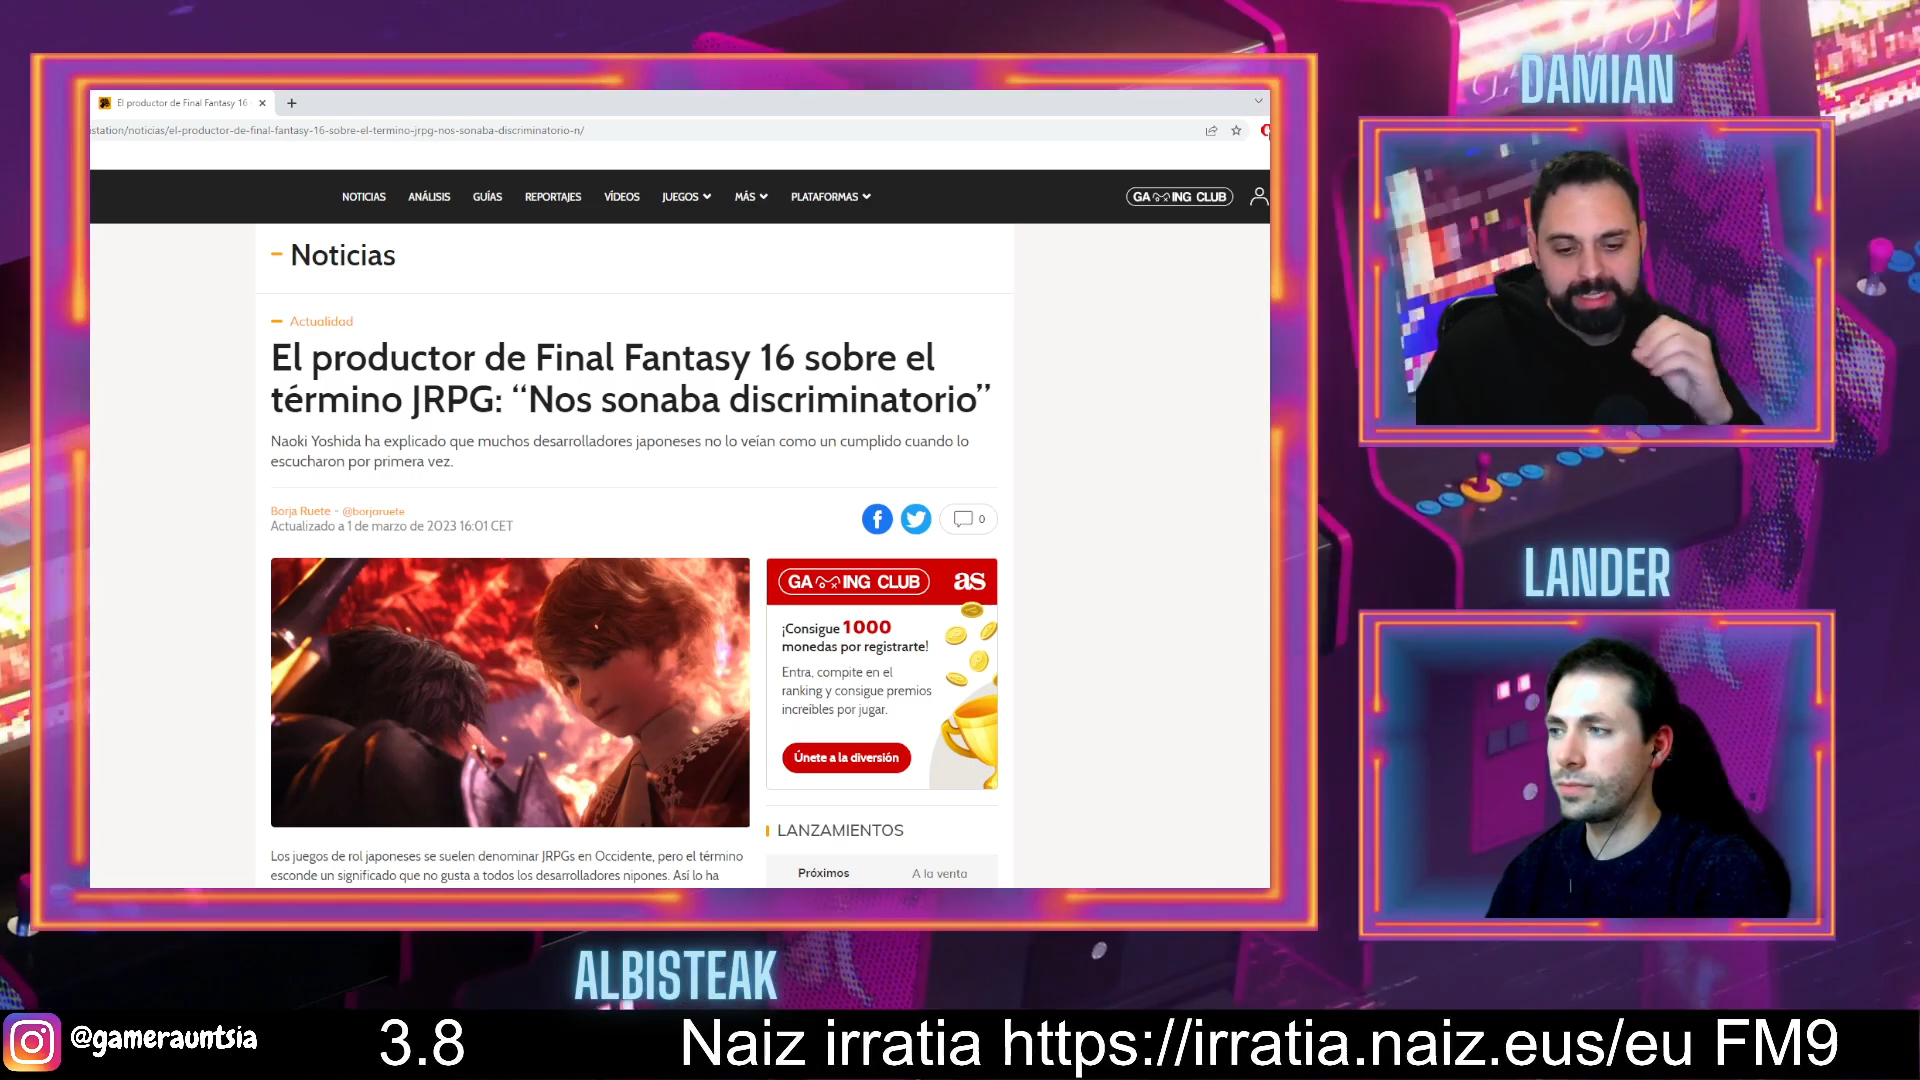 DAMIAN
El productor de Final Fantasy 16
station/noticias/el-productor-de-final-fantasy-16-sobre-el-termino-jrpg-nos-sonaba-discriminatorio-n/
NOTICIAS ANÁLISIS GUÍAS REPORTAJES VÍDEOS JUEGOS MÁS PLATAFORMAS GAMING CLUB
Noticias
Actualidad
El productor de Final Fantasy 16 sobre el
término JRPG: “Nos sonaba discriminatorio”
Naoki Yoshida ha explicado que muchos desarrolladores japoneses no lo veían como un cumplido cuando lo
escucharon por primera vez.
Borja Ruete - @borjaruete
Actualizado a 1 de marzo de 2023 16:01 CET
0
GAMING CLUB as
¡Consigue 1000
monedas por registrarte!
Entra, compite en el
ranking y consigue premios
increíbles por jugar.
Únete a la diversión
LANZAMIENTOS
Próximos A la venta
Los juegos de rol japoneses se suelen denominar JRPGs en Occidente, pero el término
esconde un significado que no gusta a todos los desarrolladores nipones. Así lo ha
LANDER
ALBISTEAK
@gamerauntsia 3.8 Naiz irratia https://irratia.naiz.eus/eu FM9